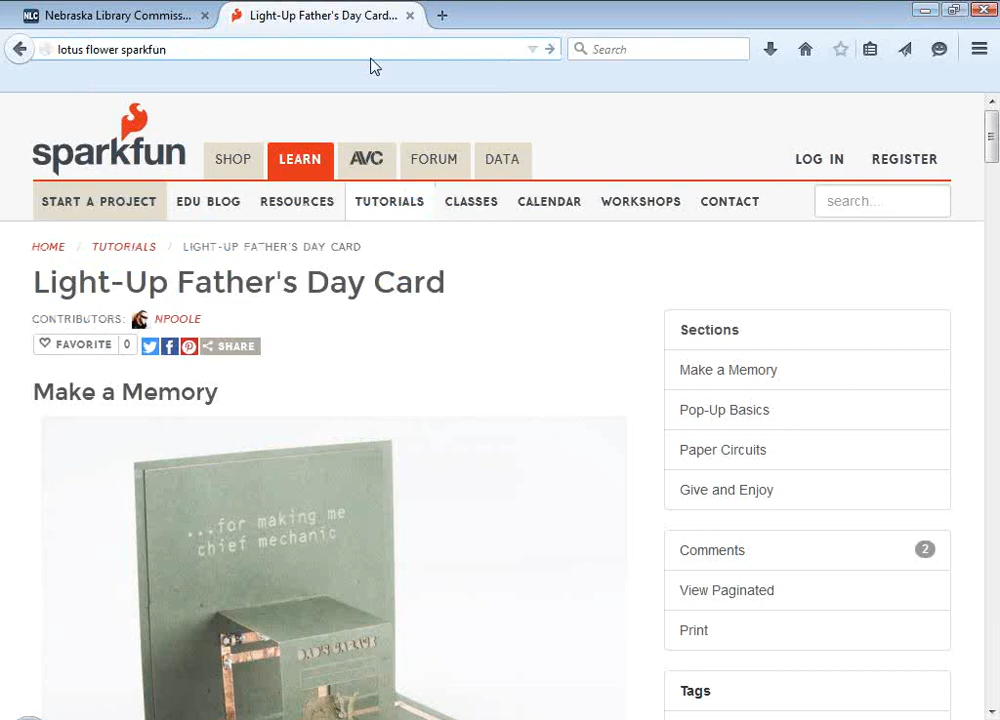 NLC Nebraska Library Commiss...
Light-Up Father's Day Card...
lotus flower sparkfun
Search
sparkfun
SHOP
LEARN
AVC
FORUM
DATA
LOG IN
REGISTER
START A PROJECT
EDU BLOG
RESOURCES
TUTORIALS
CLASSES
CALENDAR
WORKSHOPS
CONTACT
search...
HOME / TUTORIALS / LIGHT-UP FATHER'S DAY CARD
Light-Up Father's Day Card
CONTRIBUTORS: NPOOLE
FAVORITE 0
SHARE
Make a Memory
...for making me
chief mechanic
DAD'S GARAGE
Sections
Make a Memory
Pop-Up Basics
Paper Circuits
Give and Enjoy
Comments 2
View Paginated
Print
Tags